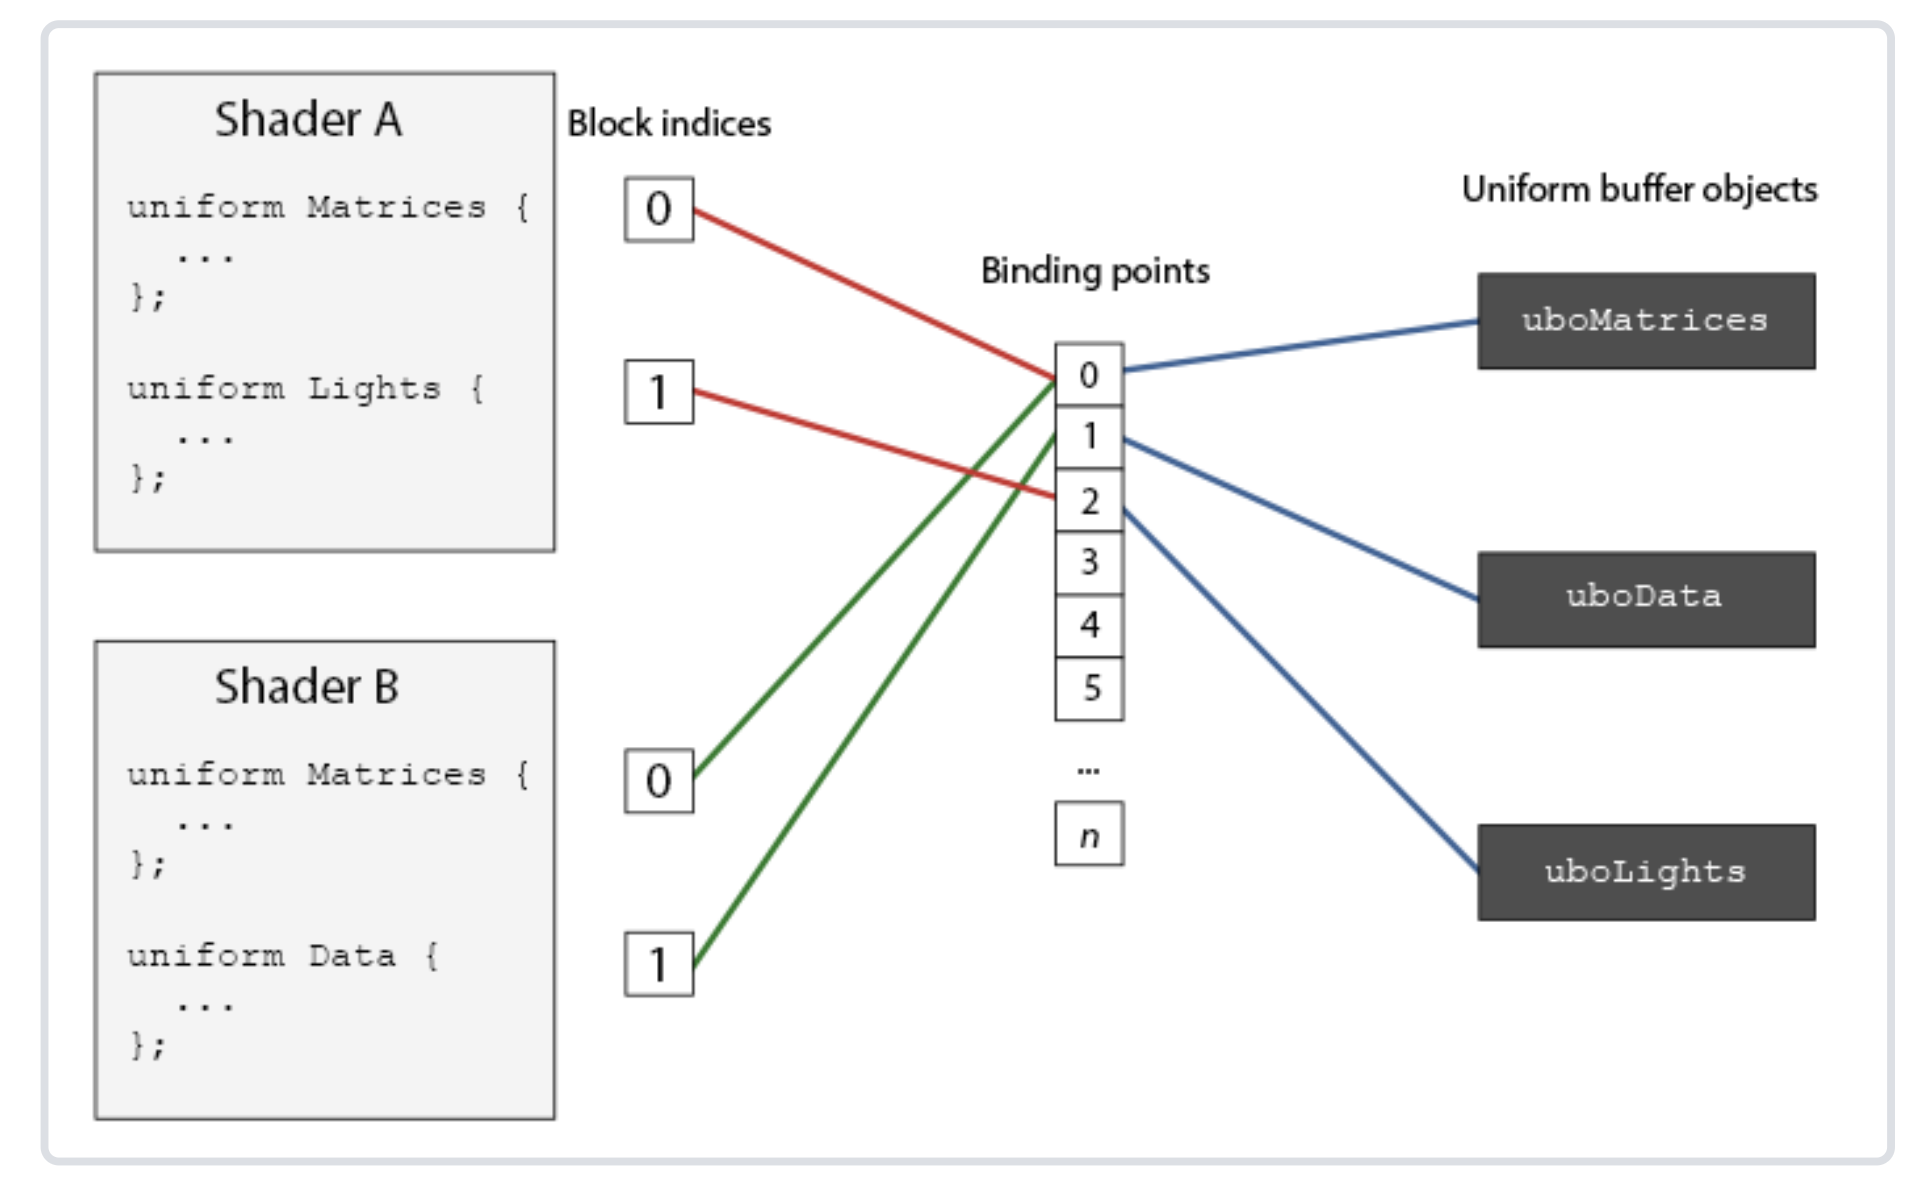 Shader A
uniform Matrices {
...
};
uniform Lights {
...
};
Shader B
uniform Matrices {
...
};
uniform Data {
...
};
Block indices
0
1
0
1
Binding points
0
1
2
3
4
5
...
n
Uniform buffer objects
uboMatrices
uboData
uboLights